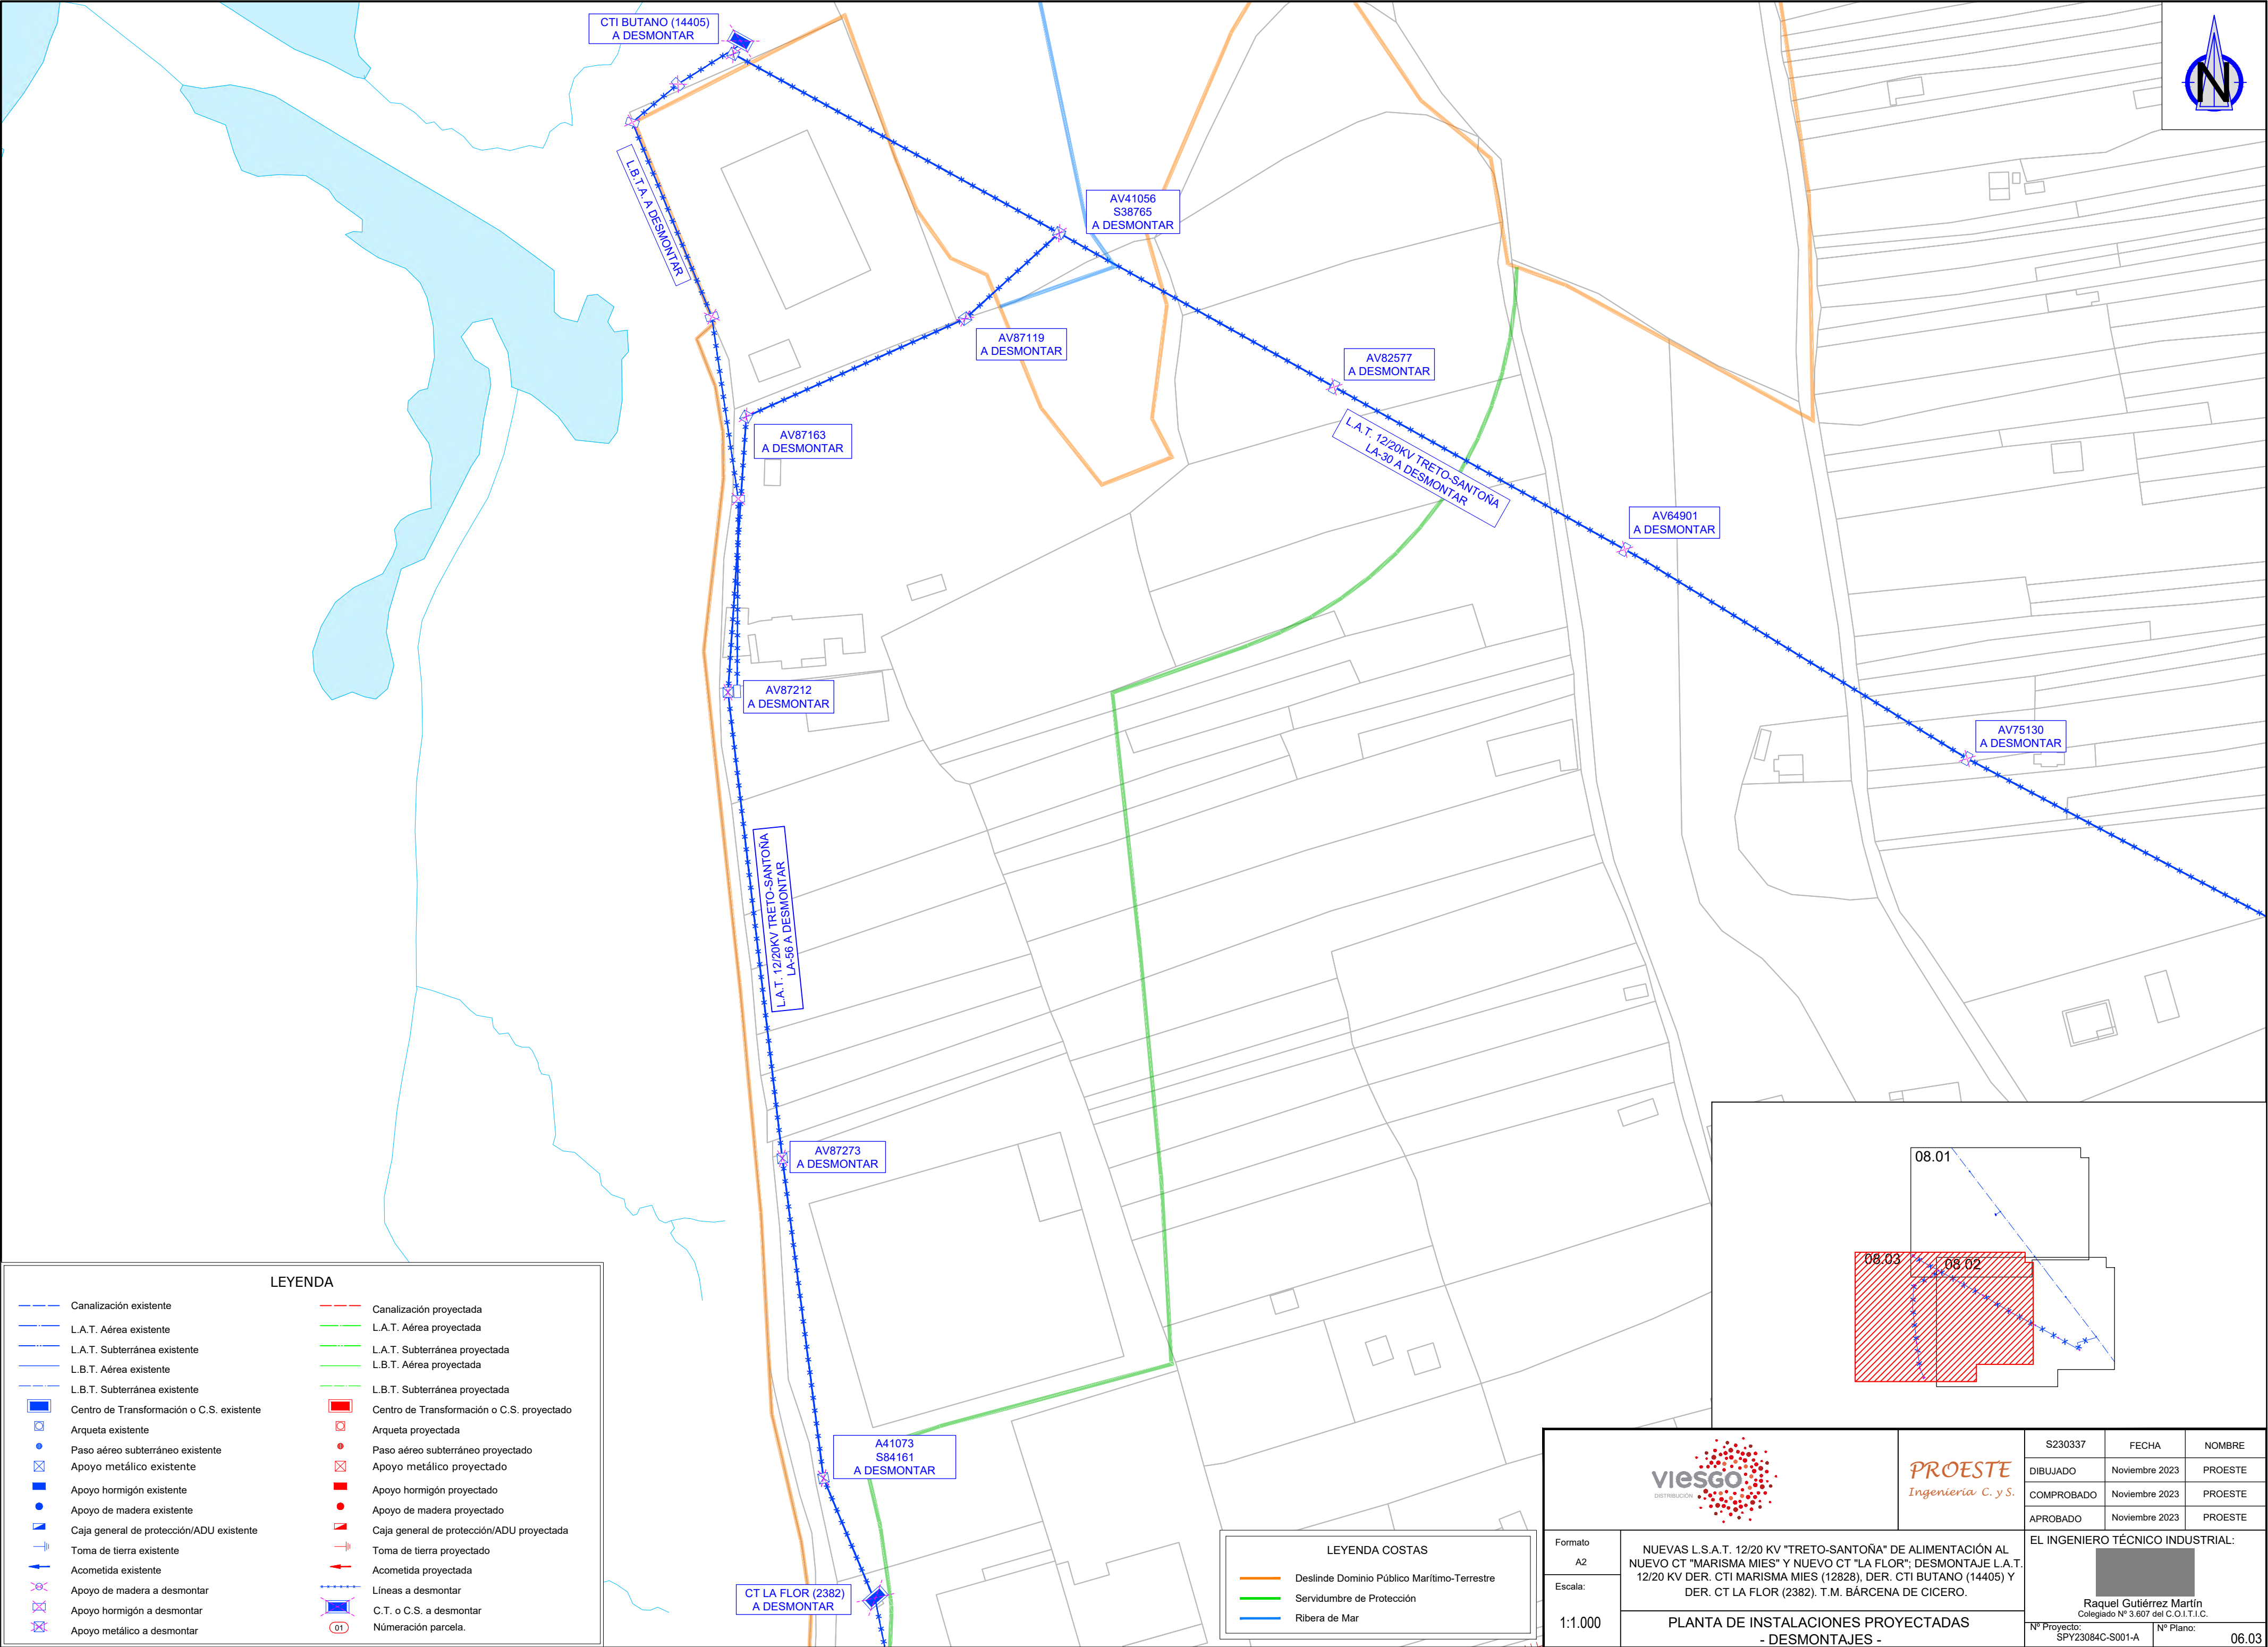 CTI BUTANO (14405)
A DESMONTAR
N
L.B.T A. A DESMONTAR
AV41056
S38765
A DESMONTAR
AV87119
A DESMONTAR
AV82577
A DESMONTAR
AV87163
A DESMONTAR
L.A.T. 12/20KV TRETO-SANTOÑA
LA-30 A DESMONTAR
AV64901
A DESMONTAR
AV87212
A DESMONTAR
AV75130
A DESMONTAR
L.A.T. 12/20KV TRETO-SANTOÑA
LA-56 A DESMONTAR
AV87273
A DESMONTAR
A41073
S84161
A DESMONTAR
CT LA FLOR (2382)
A DESMONTAR
08.01
08.03
08.02
LEYENDA
Canalización existente
L.A.T. Aérea existente
L.A.T. Subterránea existente
L.B.T. Aérea existente
L.B.T. Subterránea existente
Centro de Transformación o C.S. existente
Arqueta existente
Paso aéreo subterráneo existente
Apoyo metálico existente
Apoyo hormigón existente
Apoyo de madera existente
Caja general de protección/ADU existente
Toma de tierra existente
Acometida existente
Apoyo de madera a desmontar
Apoyo hormigón a desmontar
Apoyo metálico a desmontar
Canalización proyectada
L.A.T. Aérea proyectada
L.A.T. Subterránea proyectada
L.B.T. Aérea proyectada
L.B.T. Subterránea proyectada
Centro de Transformación o C.S. proyectado
Arqueta proyectada
Paso aéreo subterráneo proyectado
Apoyo metálico proyectado
Apoyo hormigón proyectado
Apoyo de madera proyectado
Caja general de protección/ADU proyectada
Toma de tierra proyectado
Acometida proyectada
Líneas a desmontar
C.T. o C.S. a desmontar
01 Númeración parcela.
LEYENDA COSTAS
Deslinde Dominio Público Marítimo-Terrestre
Servidumbre de Protección
Ribera de Mar
viesgo
DISTRIBUCIÓN
PROESTE
Ingeniería C. y S.
S230337 FECHA NOMBRE
DIBUJADO Noviembre 2023 PROESTE
COMPROBADO Noviembre 2023 PROESTE
APROBADO Noviembre 2023 PROESTE
Formato
A2
Escala:
1:1.000
NUEVAS L.S.A.T. 12/20 KV "TRETO-SANTOÑA" DE ALIMENTACIÓN AL
NUEVO CT "MARISMA MIES" Y NUEVO CT "LA FLOR"; DESMONTAJE L.A.T.
12/20 KV DER. CTI MARISMA MIES (12828), DER. CTI BUTANO (14405) Y
DER. CT LA FLOR (2382). T.M. BÁRCENA DE CICERO.
PLANTA DE INSTALACIONES PROYECTADAS
- DESMONTAJES -
EL INGENIERO TÉCNICO INDUSTRIAL:
Raquel Gutiérrez Martín
Colegiado Nº 3.607 del C.O.I.T.I.C.
Nº Proyecto:
SPY23084C-S001-A
Nº Plano:
06.03